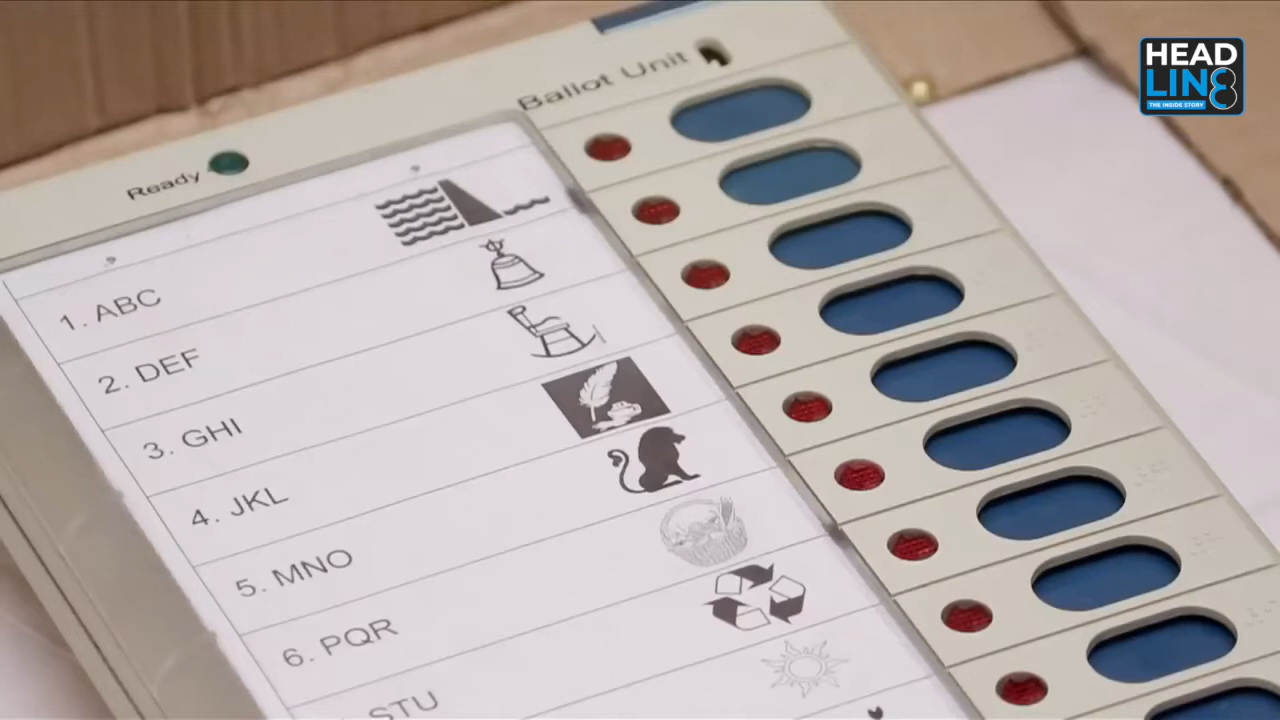 HEAD
LIN8
THE INSIDE STORY
Ballot Unit
Ready
1. ABC
2. DEF
3. GHI
4. JKL
5. MNO
6. PQR
STU